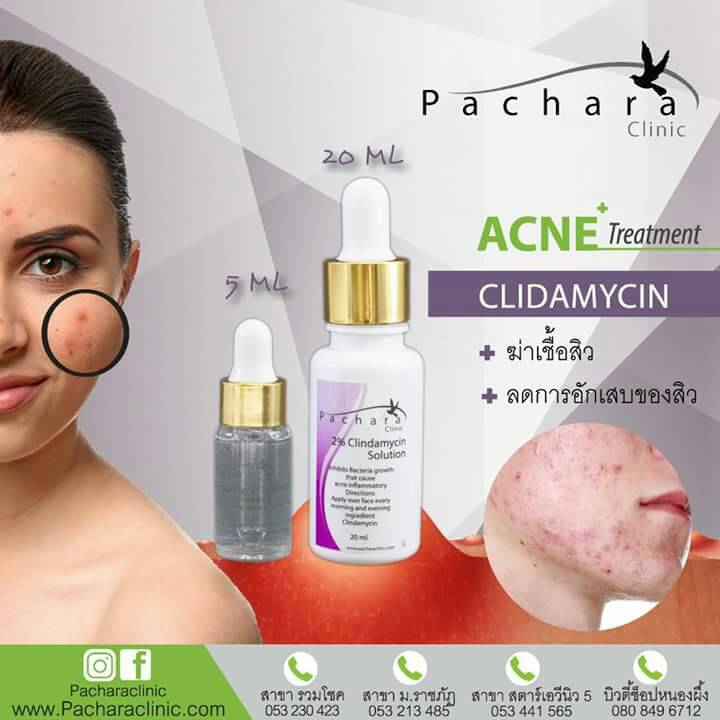 Pachara
Clinic
20 ML
5 ML
ACNE+ Treatment
CLIDAMYCIN
+ ฆ่าเชื้อสิว
+ ลดการอักเสบของสิว
Pachara
Clinic
2% Clindamycin
Solution
Inhibits Bacteria growth
that cause
acne inflammatory
Directions
Apply over face every
morning and evening
ingradient
Clindamycin
20 ml.
www.pacharaclinic.com
Pacharaclinic
www.Pacharaclinic.com
สาขา รวมโชค
053 230 423
สาขา ม.ราชภัฏ
053 213 485
สาขา สตาร์เอวีนิว 5
053 441 565
บิวตี้ช็อปหนองผึ้ง
080 849 6712